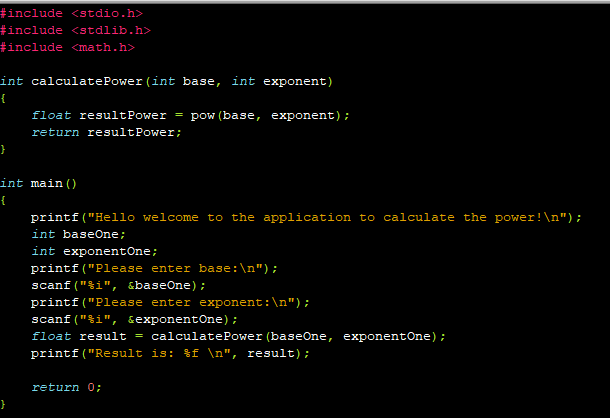 #include <stdio.h>
#include <stdlib.h>
#include <math.h>
int calculatePower(int base, int exponent)
{
float resultPower = pow(base, exponent);
return resultPower;
}
int main()
{
printf("Hello welcome to the application to calculate the power!\n");
int baseOne;
int exponentOne;
printf("Please enter base:\n");
scanf("%i", &baseOne);
printf("Please enter exponent:\n");
scanf("%i", &exponentOne);
float result = calculatePower(baseOne, exponentOne);
printf("Result is: %f \n", result);
return 0;
}